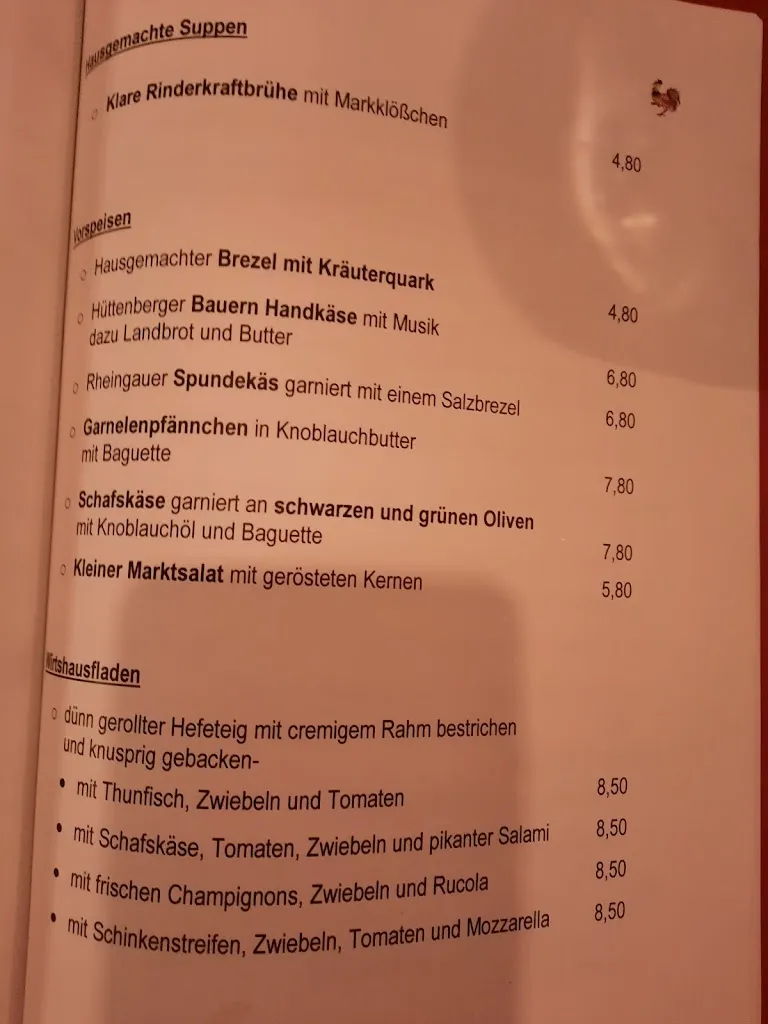 Hausgemachte Suppen
○ Klare Rinderkraftbrühe mit Markklößchen
4,80
Vorspeisen
○ Hausgemachter Brezel mit Kräuterquark
4,80
○ Hüttenberger Bauern Handkäse mit Musik
dazu Landbrot und Butter
6,80
○ Rheingauer Spundekäs garniert mit einem Salzbrezel
6,80
○ Garnelenpfännchen in Knoblauchbutter
mit Baguette
7,80
○ Schafskäse garniert an schwarzen und grünen Oliven
mit Knoblauchöl und Baguette
7,80
○ Kleiner Marktsalat mit gerösteten Kernen
5,80
Wirtshausfladen
○ dünn gerollter Hefeteig mit cremigem Rahm bestrichen
und knusprig gebacken-
• mit Thunfisch, Zwiebeln und Tomaten 8,50
• mit Schafskäse, Tomaten, Zwiebeln und pikanter Salami 8,50
• mit frischen Champignons, Zwiebeln und Rucola 8,50
• mit Schinkenstreifen, Zwiebeln, Tomaten und Mozzarella 8,50